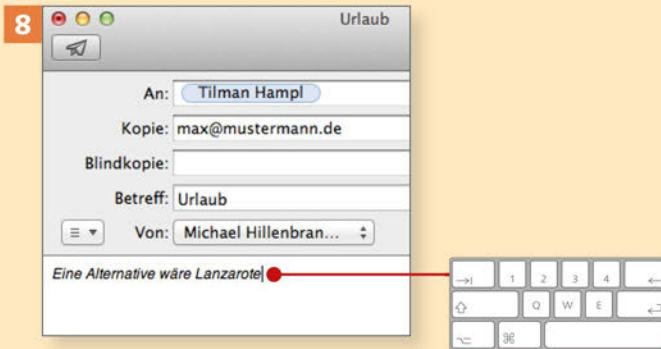 8
Urlaub
An: Tilman Hampl
Kopie: max@mustermann.de
Blindkopie:
Betreff: Urlaub
Von: Michael Hillenbran...
Eine Alternative wäre Lanzarote
1 2 3 4
Q W E
⌥ ⌘